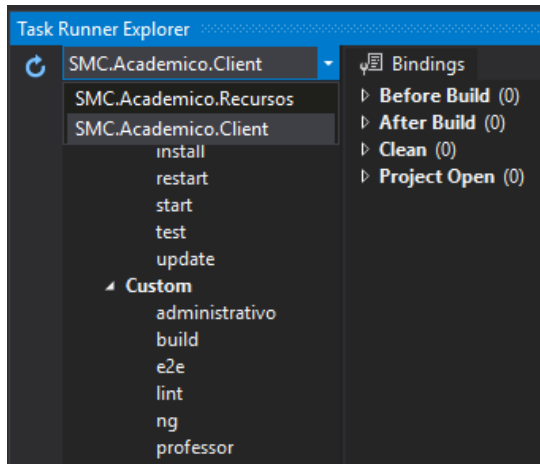 Task Runner Explorer
SMC.Academico.Client
SMC.Academico.Recursos
SMC.Academico.Client
install
restart
start
test
update
Custom
administrativo
build
e2e
lint
ng
professor
Bindings
Before Build (0)
After Build (0)
Clean (0)
Project Open (0)